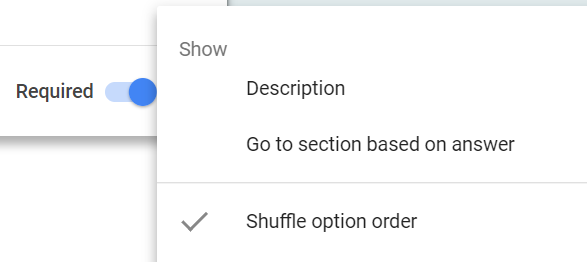 Show
Description
Required
Go to section based on answer
Shuffle option order